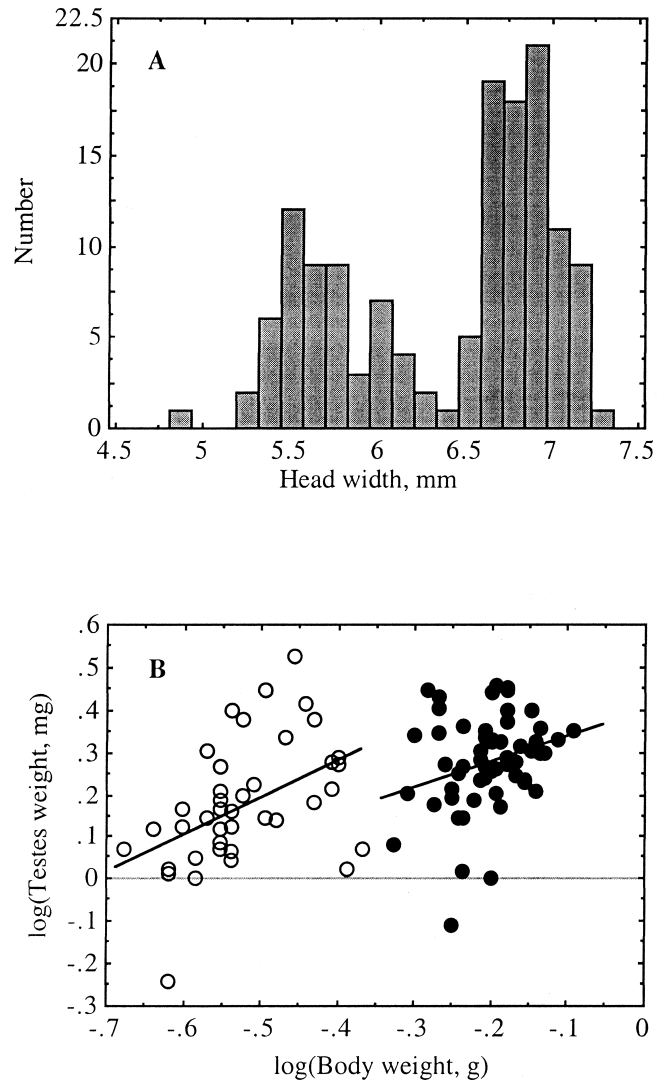 22.5
A
20
15
10
5
0
Number
4.5 5 5.5 6 6.5 7 7.5
Head width, mm
.6
B
.5
.4
.3
.2
.1
0
-.1
-.2
-.3
log(Testes weight, mg)
-.7 -.6 -.5 -.4 -.3 -.2 -.1 0
log(Body weight, g)